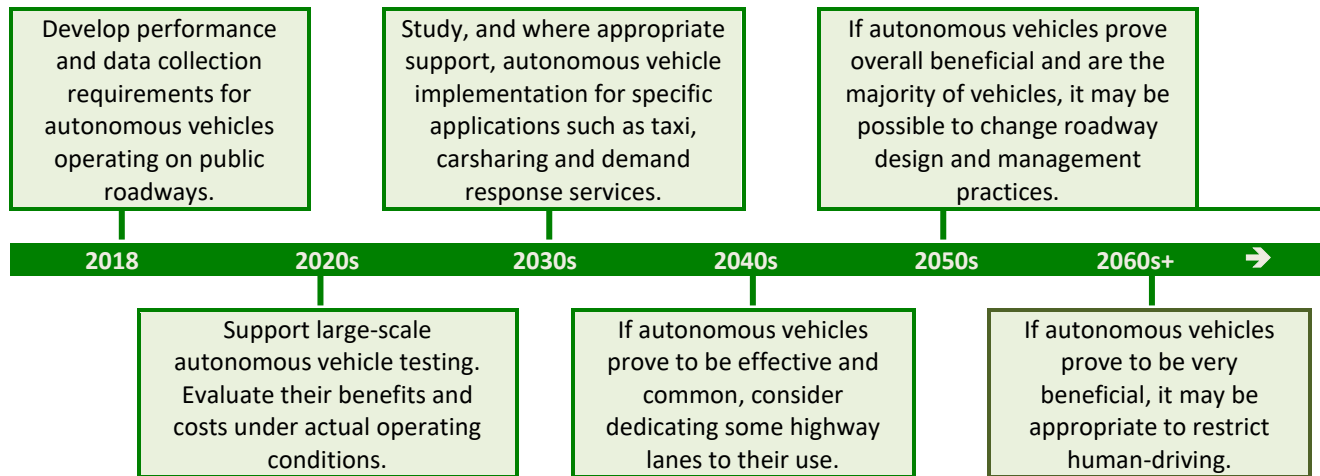 Develop performance
and data collection
requirements for
autonomous vehicles
operating on public
roadways.
Study, and where appropriate
support, autonomous vehicle
implementation for specific
applications such as taxi,
carsharing and demand
response services.
If autonomous vehicles prove
overall beneficial and are the
majority of vehicles, it may be
possible to change roadway
design and management
practices.
2018 2020s 2030s 2040s 2050s 2060s+ →
Support large-scale
autonomous vehicle testing.
Evaluate their benefits and
costs under actual operating
conditions.
If autonomous vehicles
prove to be effective and
common, consider
dedicating some highway
lanes to their use.
If autonomous vehicles
prove to be very
beneficial, it may be
appropriate to restrict
human-driving.